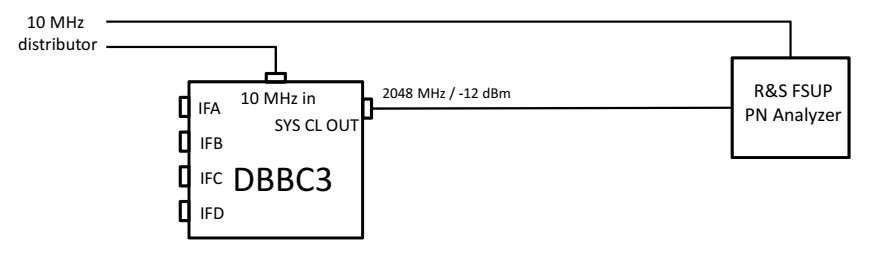 10 MHz
distributor
10 MHz in
SYS CL OUT
IFA
IFB
IFC
IFD
DBBC3
2048 MHz / -12 dBm
R&S FSUP
PN Analyzer